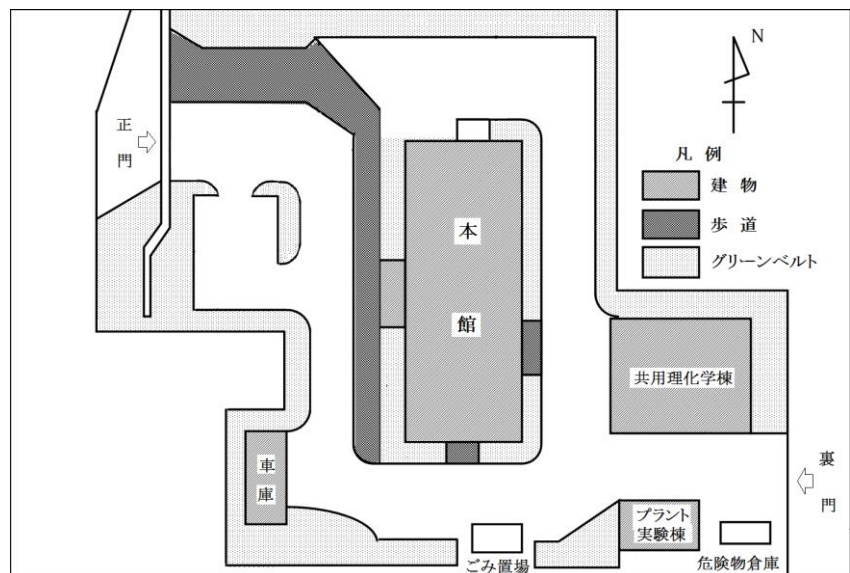 N
正門
凡例
建物
歩道
グリーンベルト
本館
共用理化学棟
車庫
裏門
プラント
実験棟
ごみ置場
危険物倉庫